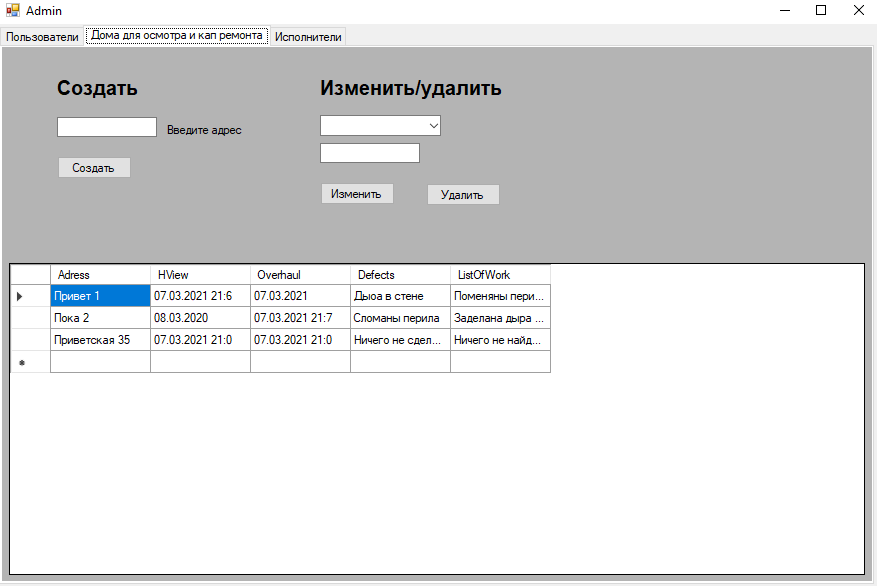 Admin
Пользователи Дома для осмотра и кап ремонта Исполнители
Создать Изменить/удалить
Введите адрес
Создать
Изменить Удалить
Adress HView Overhaul Defects ListOfWork
Привет 1 07.03.2021 21:6 07.03.2021 Дыоа в стене Поменяны пери...
Пока 2 08.03.2020 07.03.2021 21:7 Сломаны перила Заделана дыра ...
Приветская 35 07.03.2021 21:0 07.03.2021 21:0 Ничего не сдел... Ничего не найд...